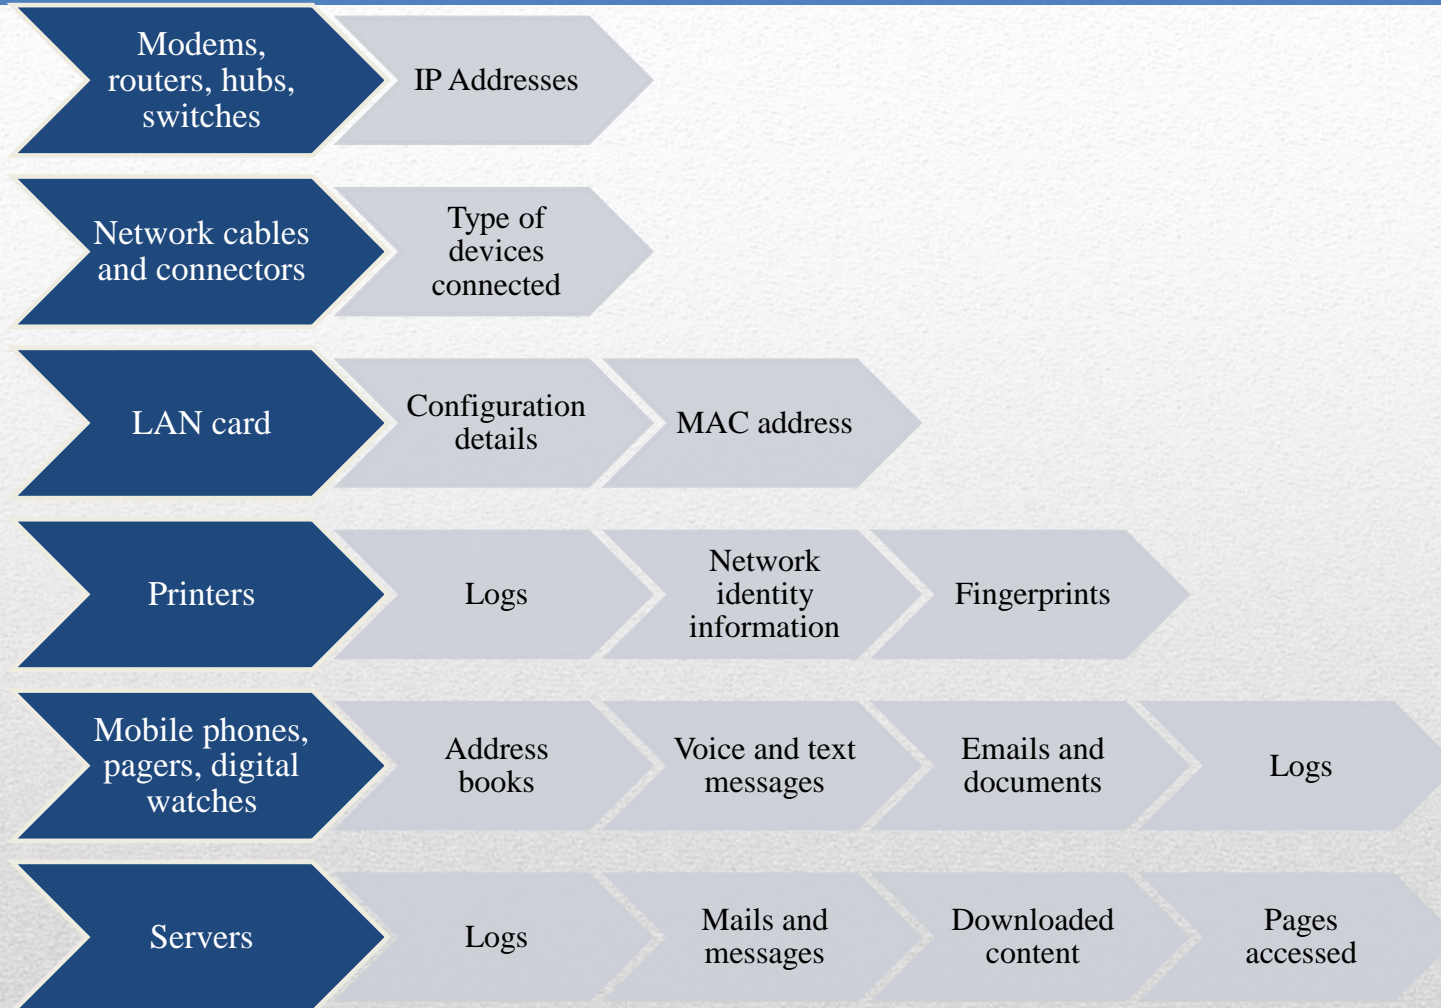 Modems,
routers, hubs,
switches
IP Addresses
Network cables
and connectors
Type of
devices
connected
LAN card
Configuration
details
MAC address
Printers
Logs
Network
identity
information
Fingerprints
Mobile phones,
pagers, digital
watches
Address
books
Voice and text
messages
Emails and
documents
Logs
Servers
Logs
Mails and
messages
Downloaded
content
Pages
accessed